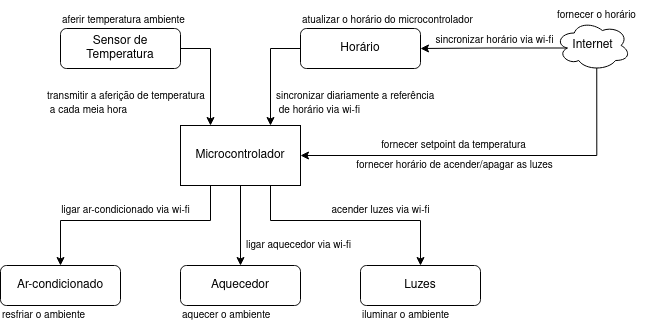 fornecer o horário
aferir temperatura ambiente
atualizar o horário do microcontrolador
Sensor de
Temperatura
Horário
sincronizar horário via wi-fi
Internet
transmitir a aferição de temperatura
a cada meia hora
sincronizar diariamente a referência
de horário via wi-fi
Microcontrolador
fornecer setpoint da temperatura
fornecer horário de acender/apagar as luzes
ligar ar-condicionado via wi-fi
acender luzes via wi-fi
ligar aquecedor via wi-fi
Ar-condicionado
Aquecedor
Luzes
resfriar o ambiente
aquecer o ambiente
iluminar o ambiente